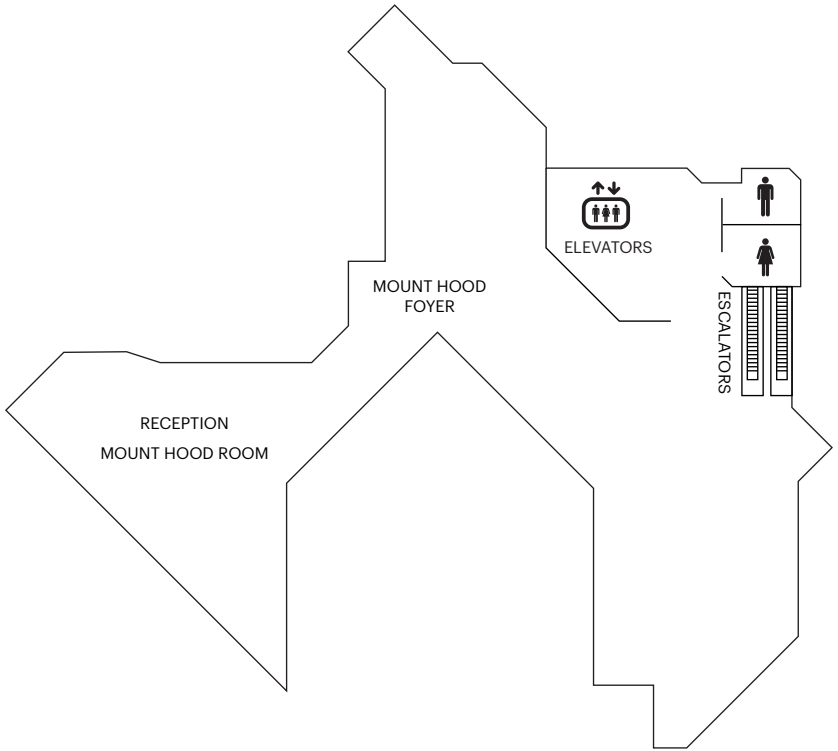 ELEVATORS
MOUNT HOOD
FOYER
ESCALATORS
RECEPTION
MOUNT HOOD ROOM